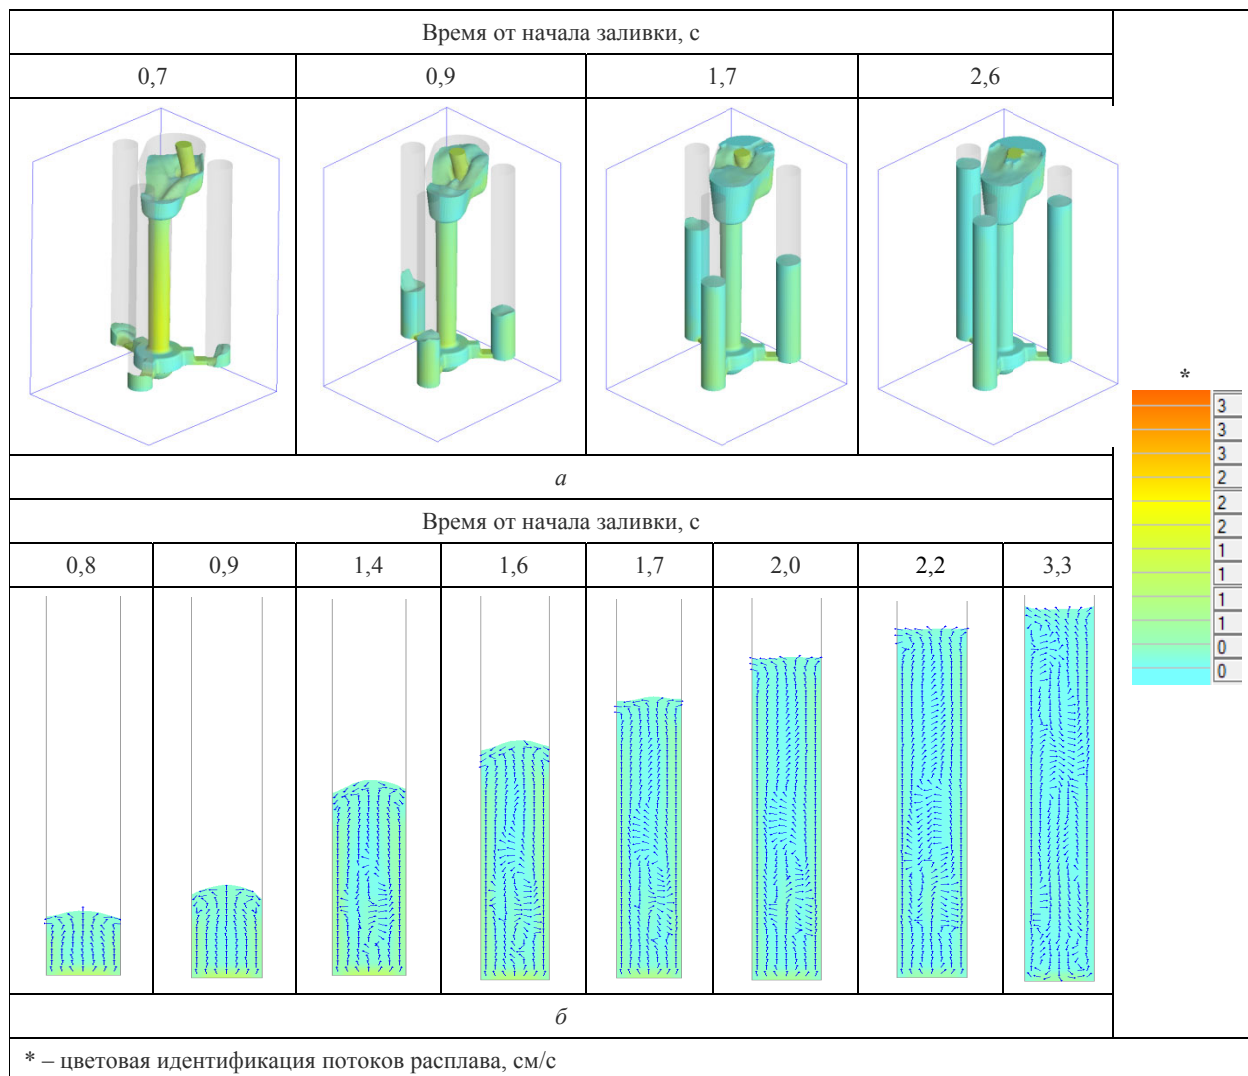 Время от начала заливки, с
0,7 0,9 1,7 2,6
*
3
3
3
2
2
2
1
1
1
1
0
0
а
Время от начала заливки, с
0,8 0,9 1,4 1,6 1,7 2,0 2,2 3,3
б
* – цветовая идентификация потоков расплава, см/с